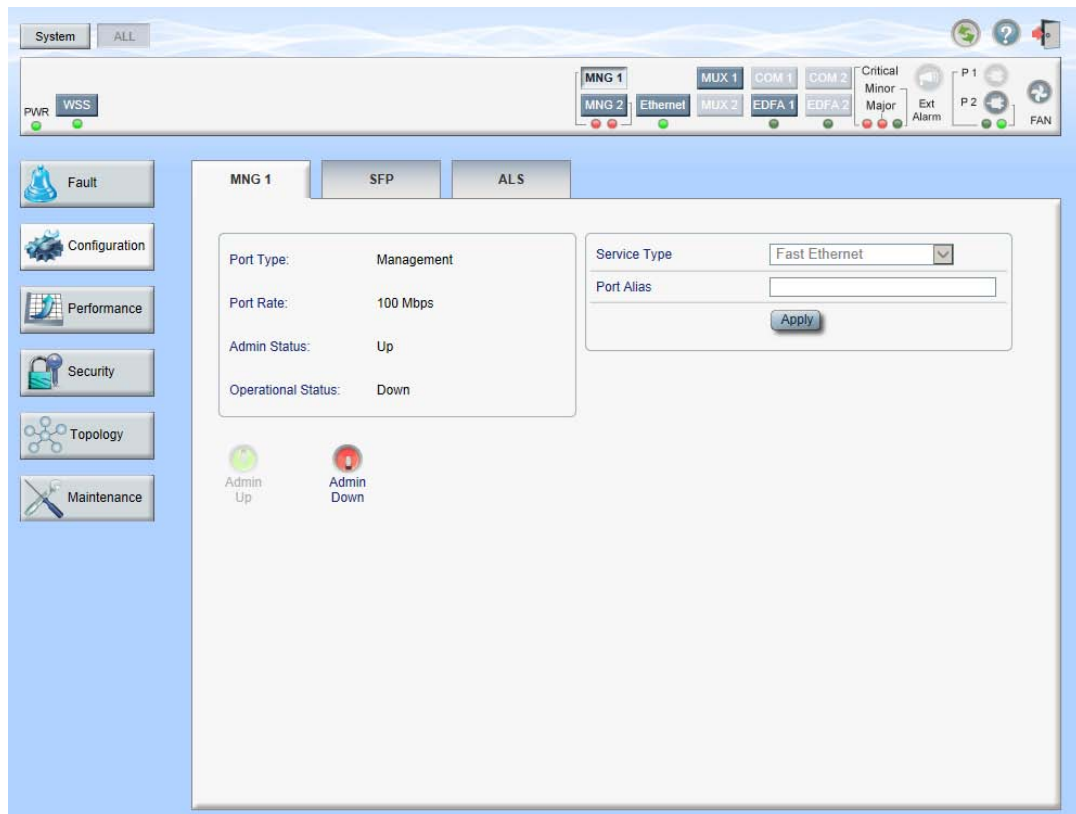 System ALL
PWR WSS
MNG 1 MUX 1 COM 1 COM 2
MNG 2 Ethernet MUX 2 EDFA 1 EDFA 2
Critical
Minor
Major
Ext
Alarm
P 1
P 2
FAN
Fault
Configuration
Performance
Security
Topology
Maintenance
MNG 1 SFP ALS
Port Type: Management
Port Rate: 100 Mbps
Admin Status: Up
Operational Status: Down
Service Type Fast Ethernet
Port Alias
Apply
Admin
Up
Admin
Down